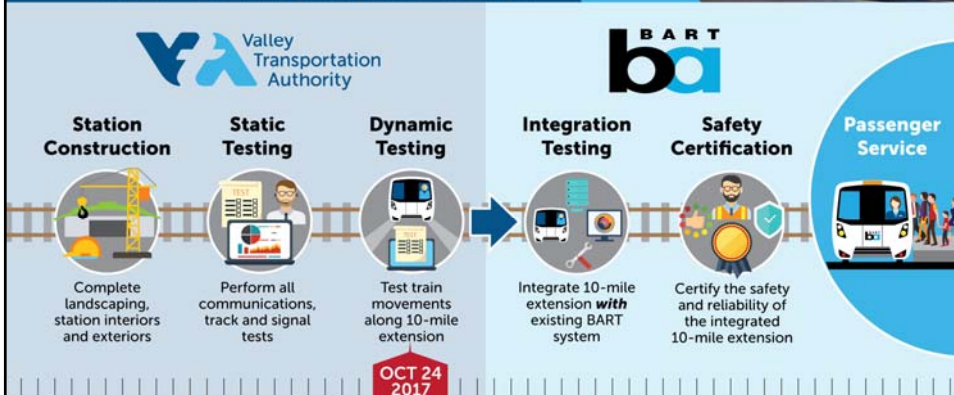 Valley
Transportation
Authority
BART
ba
Station
Construction
Static
Testing
Dynamic
Testing
Integration
Testing
Safety
Certification
Passenger
Service
TEST
TEST
BART
ba
Complete
landscaping,
station interiors
and exteriors
Perform all
communications,
track and signal
tests
Test train
movements
along 10-mile
extension
Integrate 10-mile
extension with
existing BART
system
Certify the safety
and reliability of
the integrated
10-mile extension
OCT 24
2017